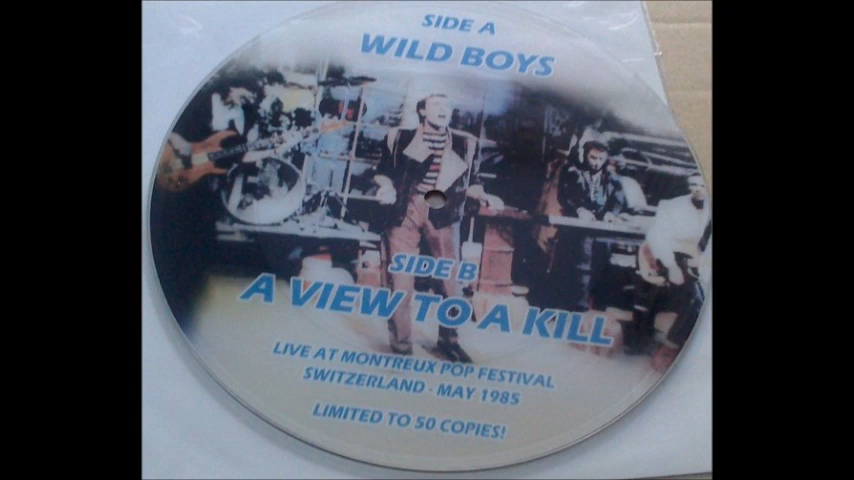 SIDE A
WILD BOYS
SIDE B
A VIEW TO A KILL
LIVE AT MONTREUX POP FESTIVAL
SWITZERLAND - MAY 1985
LIMITED TO 50 COPIES!